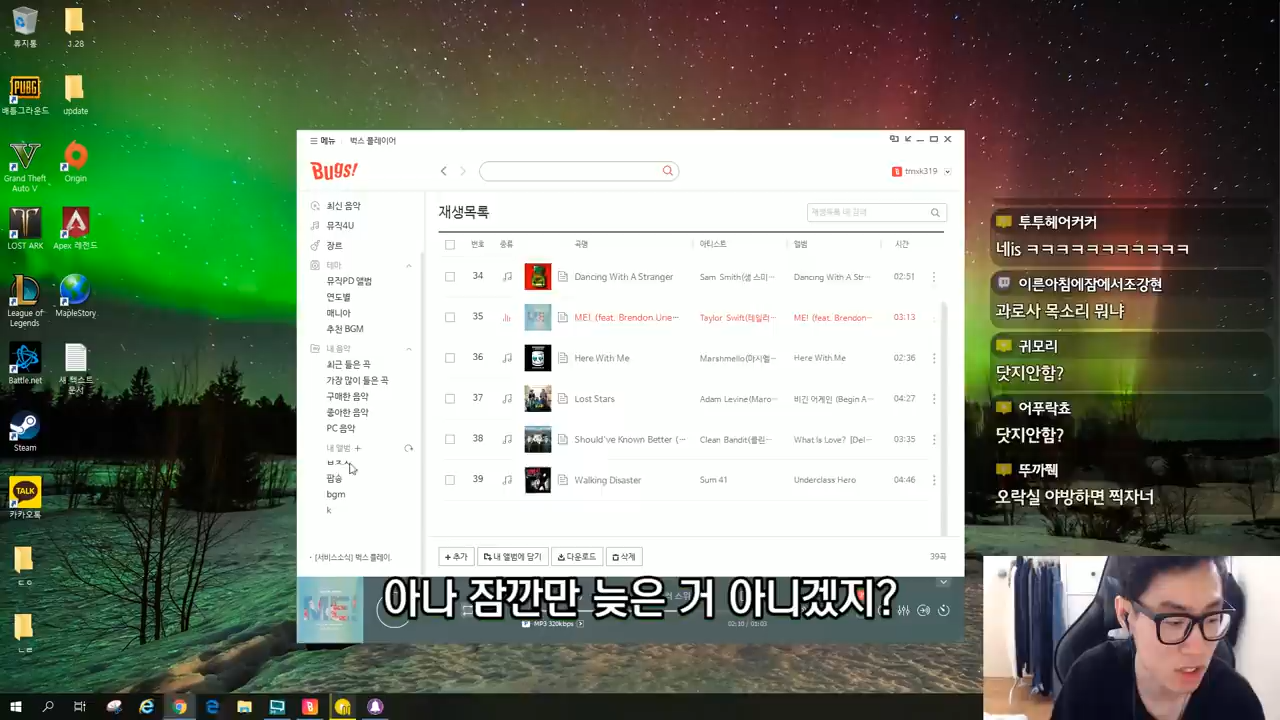 휴지통
3.28
PUBG
배틀그라운드
update
Grand Theft Auto V
Origin
LOST ARK
Apex 레전드
League of Legends
MapleStory
Battle.net
새 텍스트 문서
Steam
TALK
카카오톡
ㄷㅇ
메뉴
벅스 플레이어
Bugs!
tmxk319
최신 음악
뮤직4U
장르
테마
뮤직PD 앨범
연도별
매니아
추천 BGM
내 음악
최근 들은 곡
가장 많이 들은 곡
구매한 음악
좋아한 음악
PC 음악
내 앨범 +
팝송
bgm
k
• [서비스소식] 벅스 플레이.
재생목록
재생목록 내 검색
번호 종류 곡명 아티스트 앨범 시간
34 Dancing With A Stranger Sam Smith(샘 스미··· Dancing With A Str··· 02:51
35 ME! (feat. Brendon Urie··· Taylor Swift(테일러··· ME! (feat. Brendon··· 03:13
36 Here With Me Marshmello(마시멜··· Here With Me 02:36
37 Lost Stars Adam Levine(Maro··· 비긴 어게인 (Begin A··· 04:27
38 Should've Known Better (··· Clean Bandit(클린··· What Is Love? [Del··· 03:35
39 Walking Disaster Sum 41 Underclass Hero 04:46
+ 추가 내 앨범에 담기 다운로드 삭제 39곡
아나 잠깐만 늦은 거 아니겠지?
MP3 320kbps
투투헤어커커
네is ㅋㅋㅋㅋㅋㅋㅋㅋㅋㅋㅋ
이른아침에잠에서조강현
과로사 목소리 뭐냐
귀모리
닷지안함?
어푸락쵸
닷지안함?
뚜까쮀
오락실 야방하면 찍자너